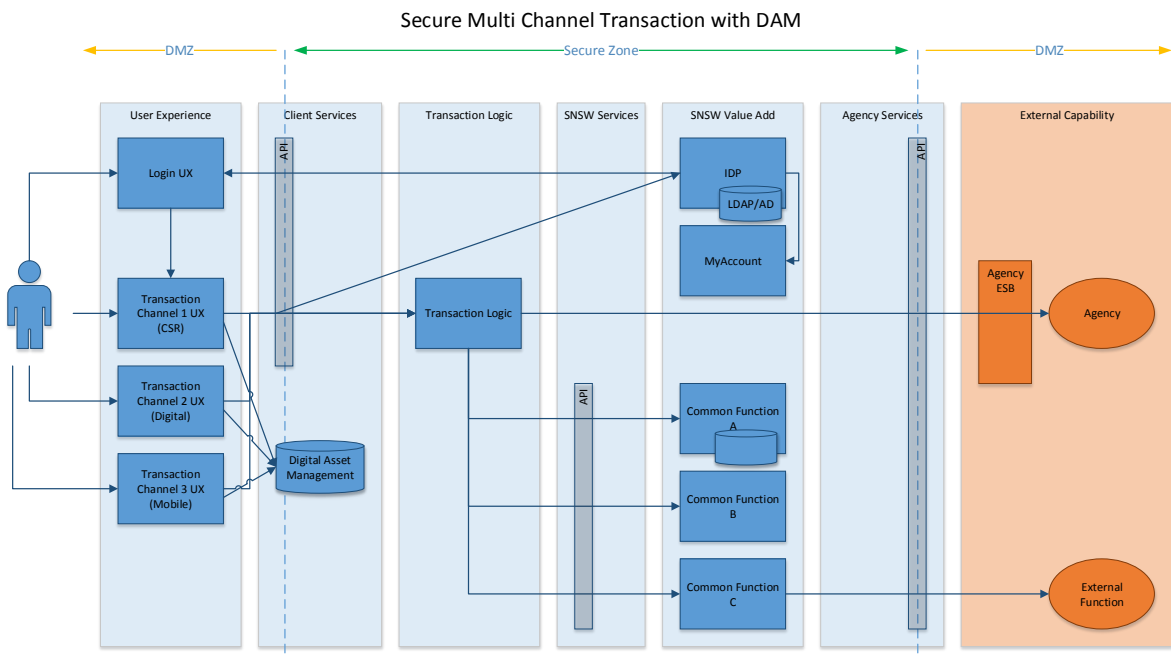 Secure Multi Channel Transaction with DAM
DMZ
Secure Zone
DMZ
User Experience
Client Services
Transaction Logic
SNSW Services
SNSW Value Add
Agency Services
External Capability
Login UX
API
IDP
LDAP/AD
API
MyAccount
Transaction
Channel 1 UX
(CSR)
Transaction Logic
Agency
ESB
Agency
Transaction
Channel 2 UX
(Digital)
API
Common Function
A
Digital Asset
Management
Transaction
Channel 3 UX
(Mobile)
Common Function
B
Common Function
C
External
Function